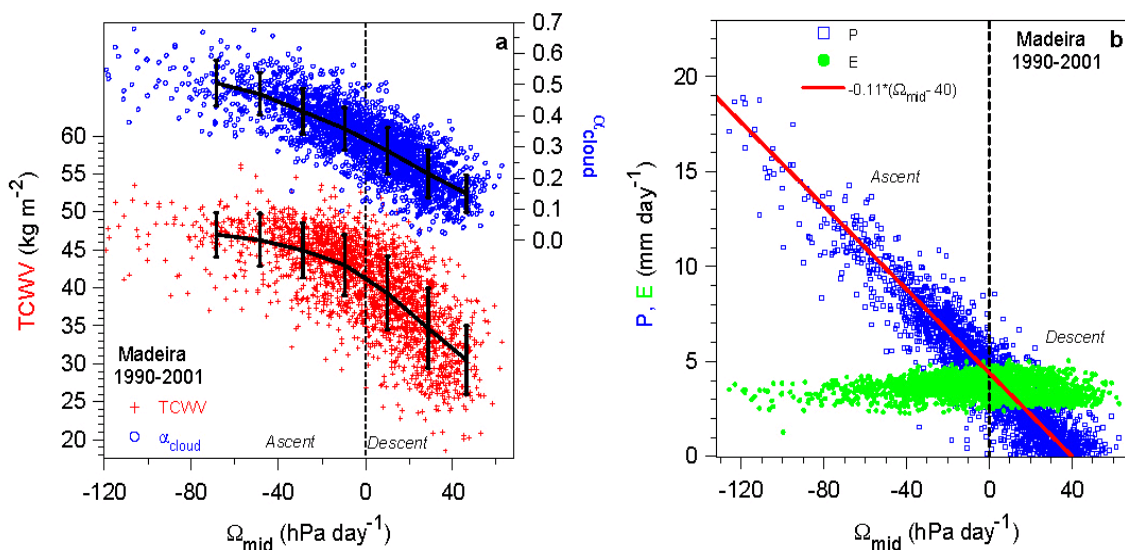 a
0.7
0.6
0.5
0.4
0.3
0.2
0.1
0.0
α_cloud
60
55
50
45
40
35
30
25
20
TCWV (kg m⁻²)
Madeira
1990-2001
TCWV
α_cloud
Ascent
Descent
-120
-80
-40
0
40
Ω_mid (hPa day⁻¹)
b
P
E
-0.11*(Ω_mid- 40)
Madeira
1990-2001
20
15
10
5
0
P, E (mm day⁻¹)
Ascent
Descent
-120
-80
-40
0
40
Ω_mid (hPa day⁻¹)